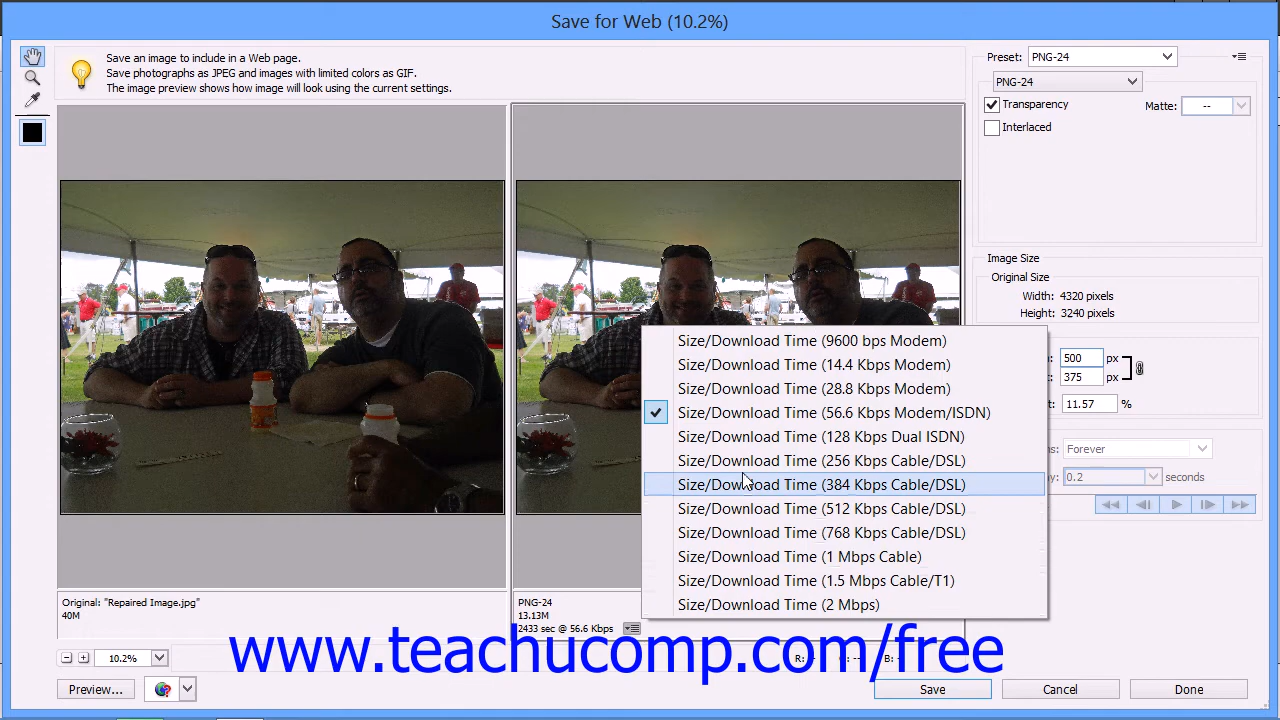 Save for Web (10.2%)
Save an image to include in a Web page.
Save photographs as JPEG and images with limited colors as GIF.
The image preview shows how image will look using the current settings.
Preset: PNG-24
PNG-24
Transparency
Matte: --
Interlaced
Image Size
Original Size
Width: 4320 pixels
Height: 3240 pixels
500 px
375 px
11.57 %
Forever
0.2 seconds
Size/Download Time (9600 bps Modem)
Size/Download Time (14.4 Kbps Modem)
Size/Download Time (28.8 Kbps Modem)
Size/Download Time (56.6 Kbps Modem/ISDN)
Size/Download Time (128 Kbps Dual ISDN)
Size/Download Time (256 Kbps Cable/DSL)
Size/Download Time (384 Kbps Cable/DSL)
Size/Download Time (512 Kbps Cable/DSL)
Size/Download Time (768 Kbps Cable/DSL)
Size/Download Time (1 Mbps Cable)
Size/Download Time (1.5 Mbps Cable/T1)
Size/Download Time (2 Mbps)
Original: "Repaired Image.jpg"
40M
PNG-24
13.13M
2433 sec @ 56.6 Kbps
www.teachucomp.com/free
10.2%
R: B:
Preview...
Save
Cancel
Done